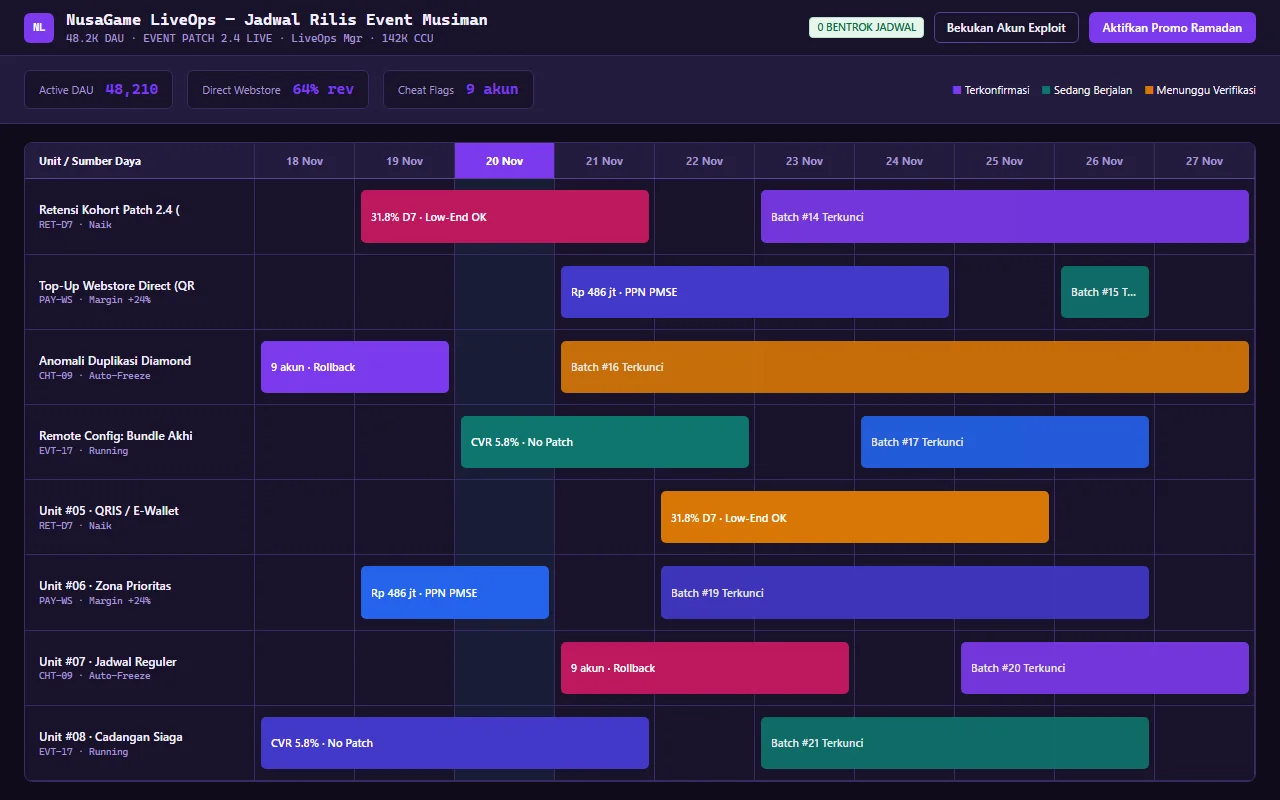 NL
NusaGame LiveOps — Jadwal Rilis Event Musiman
48.2K DAU · EVENT PATCH 2.4 LIVE · LiveOps Mgr · 142K CCU
0 BENTROK JADWAL
Bekukan Akun Exploit
Aktifkan Promo Ramadan
Active DAU 48,210
Direct Webstore 64% rev
Cheat Flags 9 akun
Terkonfirmasi
Sedang Berjalan
Menunggu Verifikasi
Unit / Sumber Daya 18 Nov 19 Nov 20 Nov 21 Nov 22 Nov 23 Nov 24 Nov 25 Nov 26 Nov 27 Nov
Retensi Kohort Patch 2.4 (
RET-D7 · Naik
31.8% D7 · Low-End OK
Batch #14 Terkunci
Top-Up Webstore Direct (QR
PAY-WS · Margin +24%
Rp 486 jt · PPN PMSE
Batch #15 T...
Anomali Duplikasi Diamond
CHT-09 · Auto-Freeze
9 akun · Rollback
Batch #16 Terkunci
Remote Config: Bundle Akhi
EVT-17 · Running
CVR 5.8% · No Patch
Batch #17 Terkunci
Unit #05 · QRIS / E-Wallet
RET-D7 · Naik
31.8% D7 · Low-End OK
Unit #06 · Zona Prioritas
PAY-WS · Margin +24%
Rp 486 jt · PPN PMSE
Batch #19 Terkunci
Unit #07 · Jadwal Reguler
CHT-09 · Auto-Freeze
9 akun · Rollback
Batch #20 Terkunci
Unit #08 · Cadangan Siaga
EVT-17 · Running
CVR 5.8% · No Patch
Batch #21 Terkunci